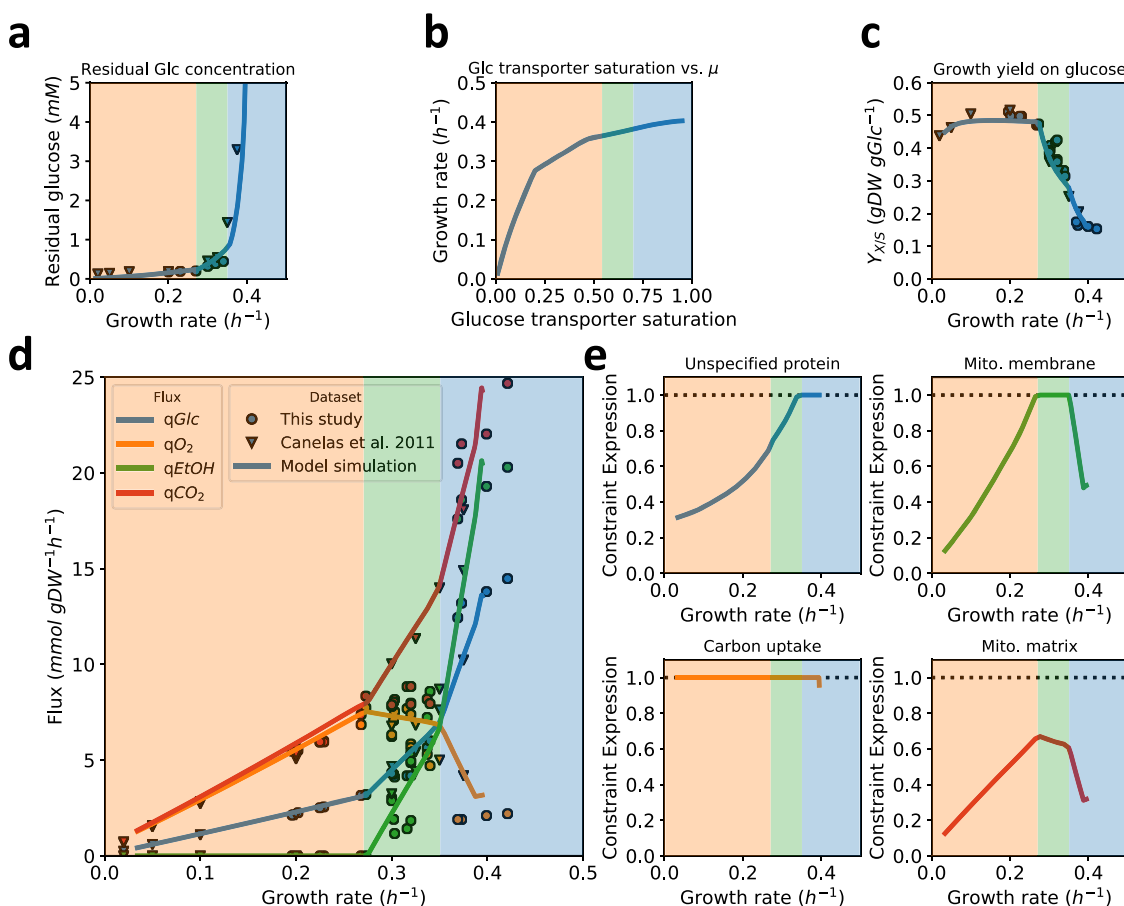 a
Residual Glc concentration
Residual glucose (mM)
5
4
3
2
1
0
0.0 0.2 0.4
Growth rate (h⁻¹)
b
Glc transporter saturation vs. μ
Growth rate (h⁻¹)
0.5
0.4
0.3
0.2
0.1
0.0
0.00 0.25 0.50 0.75 1.00
Glucose transporter saturation
c
Growth yield on glucose
Y_X/S (gDW gGlc⁻¹)
0.6
0.5
0.4
0.3
0.2
0.1
0.0
0.0 0.2 0.4
Growth rate (h⁻¹)
d
Flux (mmol gDW⁻¹h⁻¹)
25
20
15
10
5
0
Flux
qGlc
qO₂
qEtOH
qCO₂
Dataset
This study
Canelas et al. 2011
Model simulation
0.0 0.1 0.2 0.3 0.4 0.5
Growth rate (h⁻¹)
e
Unspecified protein
Constraint Expression
1.0
0.8
0.6
0.4
0.2
0.0
0.0 0.2 0.4
Growth rate (h⁻¹)
Mito. membrane
Constraint Expression
1.0
0.8
0.6
0.4
0.2
0.0
0.0 0.2 0.4
Growth rate (h⁻¹)
Carbon uptake
Constraint Expression
1.0
0.8
0.6
0.4
0.2
0.0
0.0 0.2 0.4
Growth rate (h⁻¹)
Mito. matrix
Constraint Expression
1.0
0.8
0.6
0.4
0.2
0.0
0.0 0.2 0.4
Growth rate (h⁻¹)